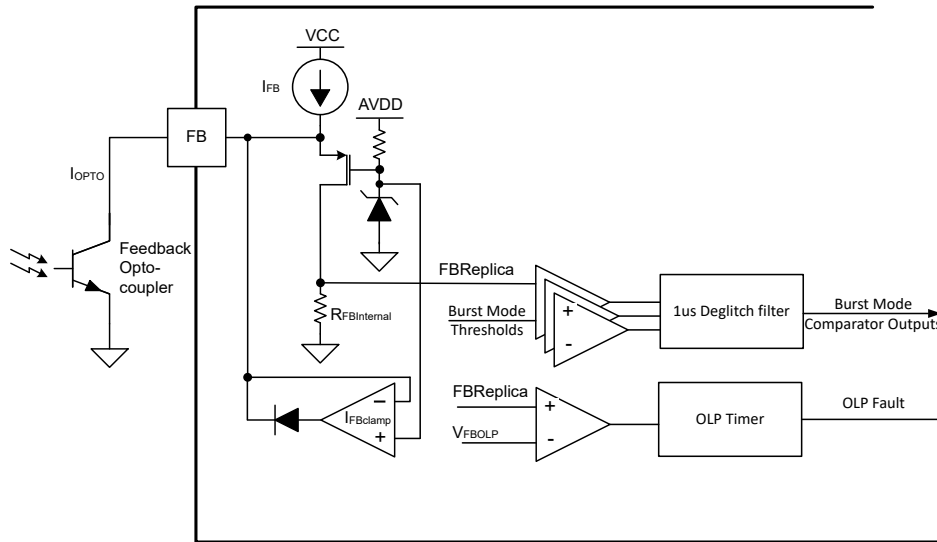 VCC
IFB
AVDD
FB
IOPTO
Feedback
Opto-
coupler
FBReplica
RFBInternal
Burst Mode
Thresholds
+
-
1us Deglitch filter
Burst Mode
Comparator Outputs
IFBclamp
−
+
FBReplica
VFBOLP
+
-
OLP Timer
OLP Fault